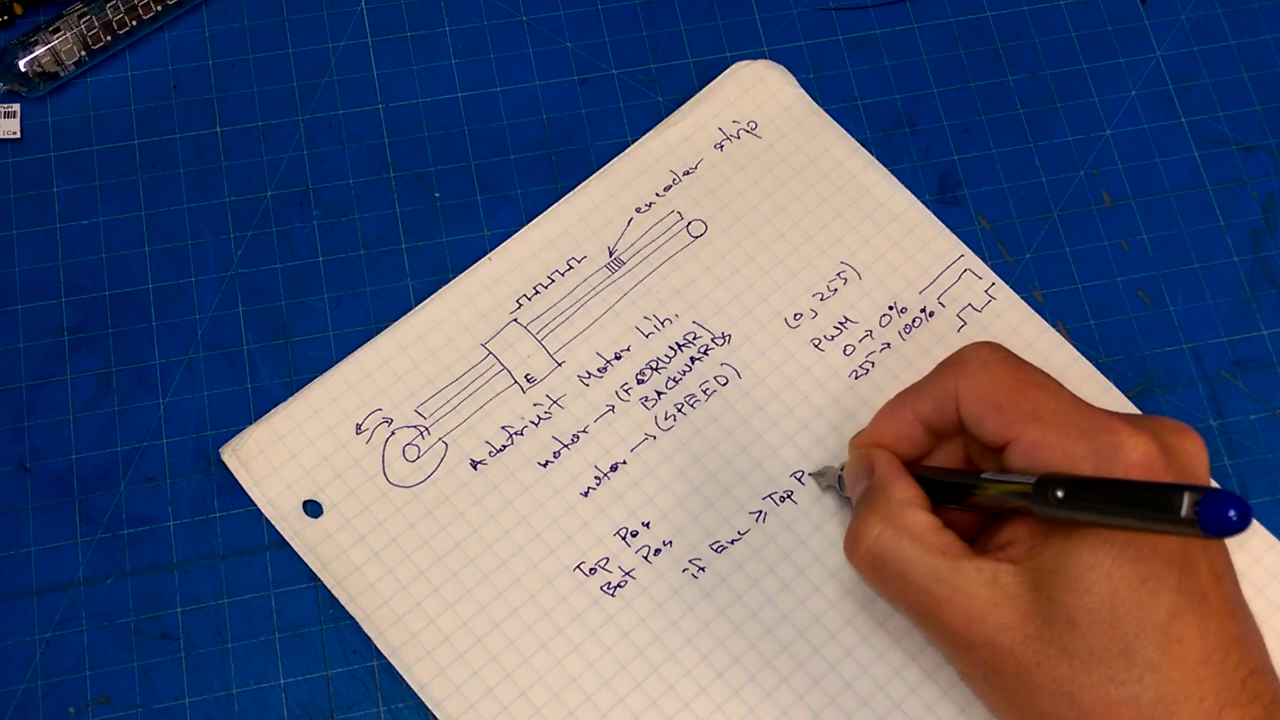 encoder strip
E
Adafruit Motor Lib.
motor → (FORWAR)
BACKWARDS
motor → (SPEED)
(0, 255)
PWM
0 → 0%
255 → 100%
Top Pos
Bot Pos
if Enc ≥ Top P